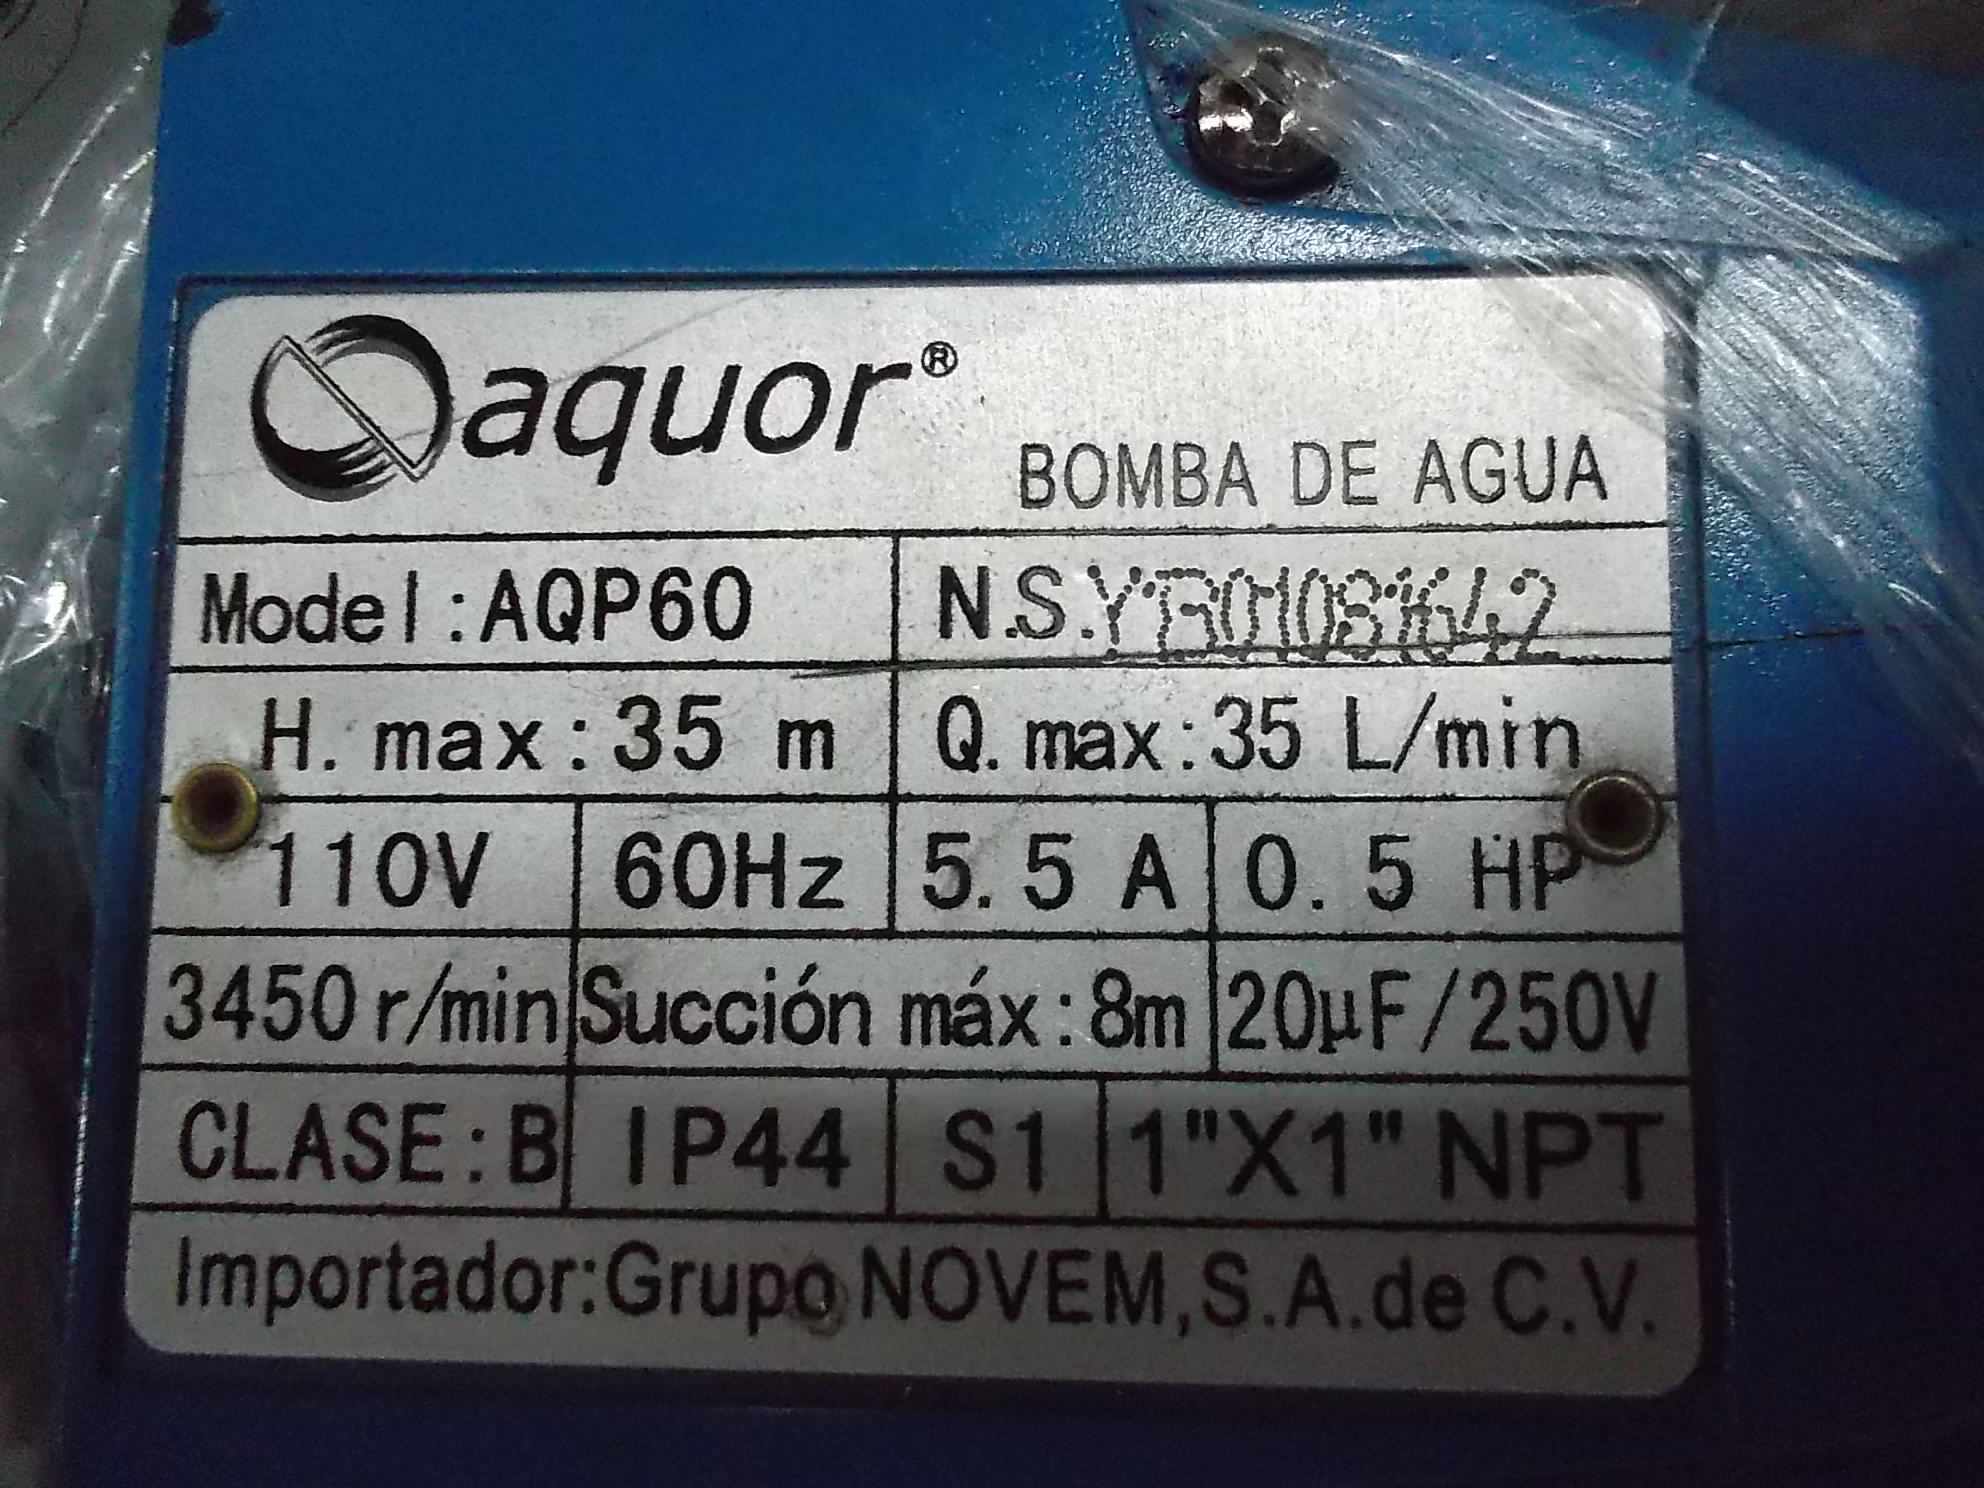 aquor®
BOMBA DE AGUA
Model:AQP60
N.S.
H. max:35 m
Q. max:35 L/min
110V
60Hz
5.5 A
0.5 HP
3450 r/min
Succión máx:8m
20µF/250V
CLASE:B
IP44
S1
1"X1" NPT
Importador:Grupo NOVEM,S.A.de C.V.